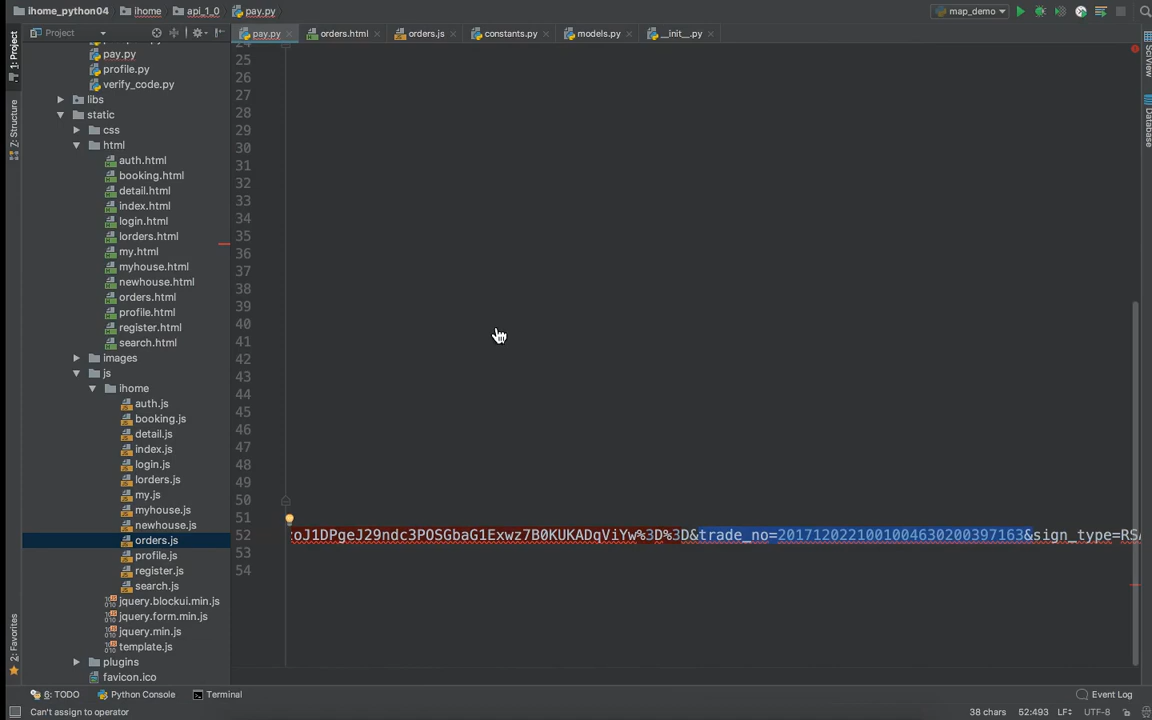 ihome_python04 ihome api_1_0 pay.py map_demo
Project
pay.py orders.html orders.js constants.py models.py __init__.py
1: Project
Z: Structure
2: Favorites
SciView
Database
pay.py
profile.py
verify_code.py
libs
static
css
html
auth.html
booking.html
detail.html
index.html
login.html
lorders.html
my.html
myhouse.html
newhouse.html
orders.html
profile.html
register.html
search.html
images
js
ihome
auth.js
booking.js
detail.js
index.js
login.js
lorders.js
my.js
myhouse.js
newhouse.js
orders.js
profile.js
register.js
search.js
jquery.blockui.min.js
jquery.form.min.js
jquery.min.js
template.js
plugins
favicon.ico
24
25
26
27
28
29
30
31
32
33
34
35
36
37
38
39
40
41
42
43
44
45
46
47
48
49
50
51
52 oJ1DPgeJ29ndc3POSGbaG1Exwz7B0KUKADqViYw%3D%3D&trade_no=2017120221001004630200397163&sign_type=RSA
53
54
6: TODO Python Console Terminal Event Log
Can't assign to operator 38 chars 52:493 LF÷ UTF-8